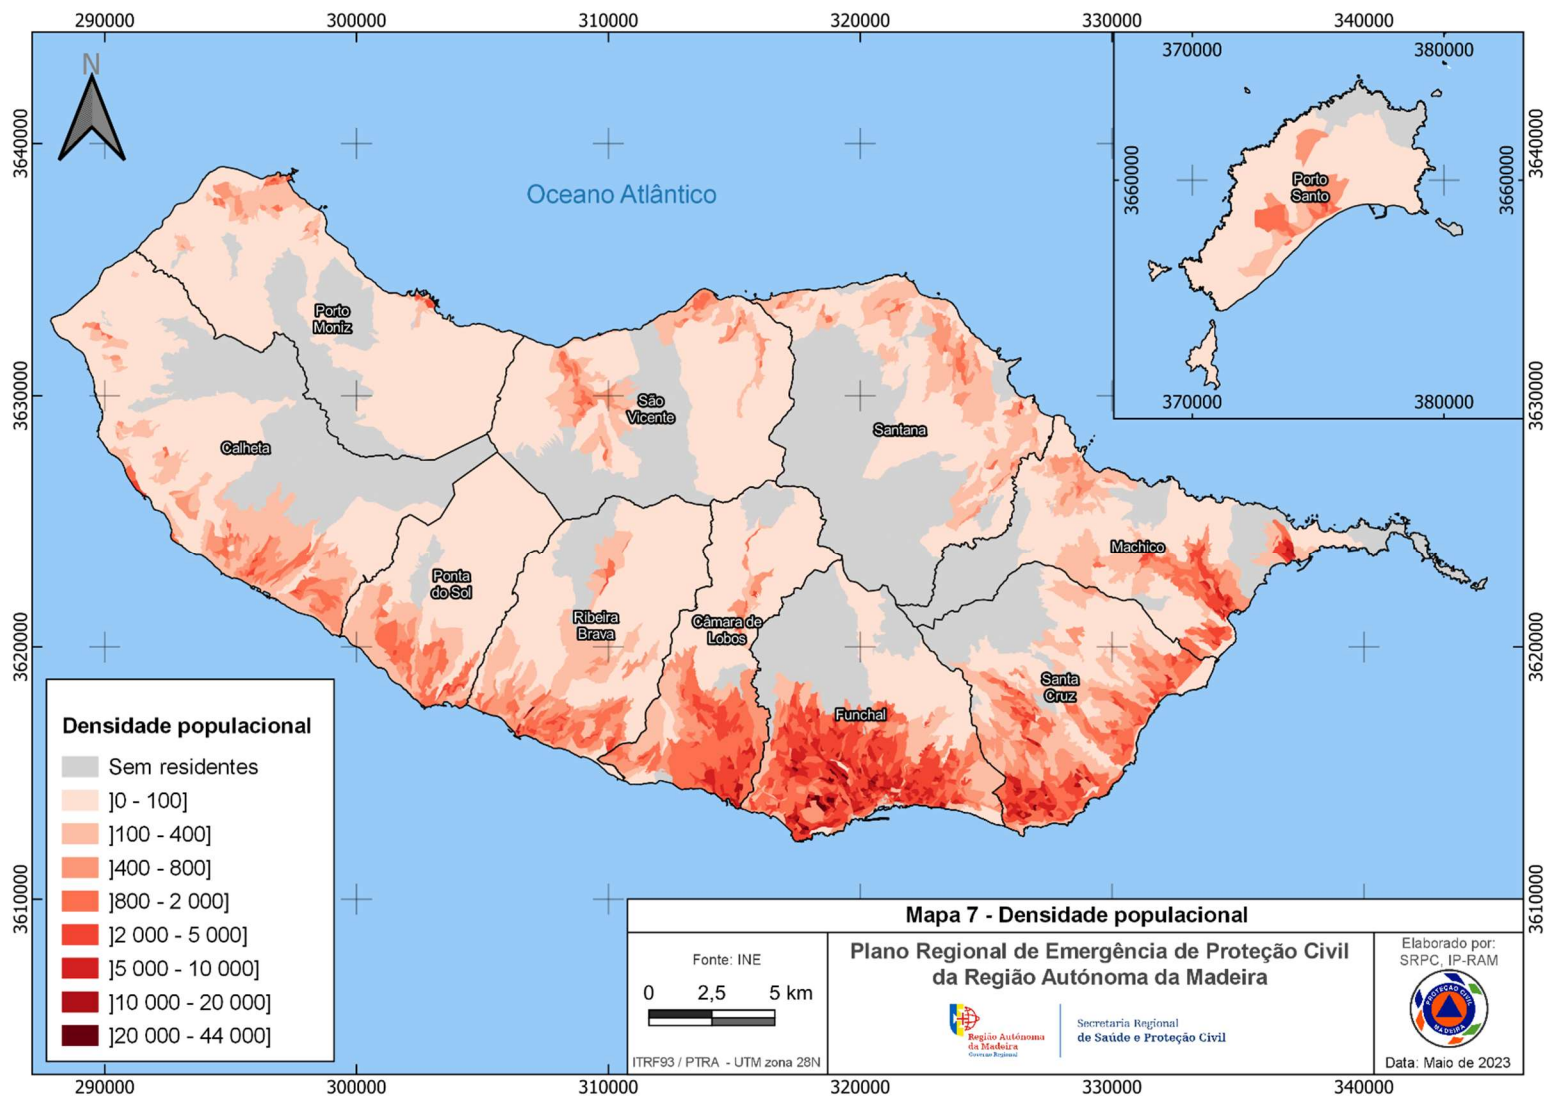 290000
300000
310000
320000
330000
340000
370000
380000
N
3640000
3640000
3660000
3660000
Oceano Atlântico
Porto
Santo
Porto
Moniz
370000
380000
3630000
3630000
São
Vicente
Santana
Calheta
Machico
Ponta
do Sol
Ribeira
Brava
Câmara de
Lobos
3620000
3620000
Santa
Cruz
Funchal
Densidade populacional
Sem residentes
]0 - 100]
]100 - 400]
]400 - 800]
]800 - 2 000]
]2 000 - 5 000]
]5 000 - 10 000]
]10 000 - 20 000]
]20 000 - 44 000]
3610000
3610000
Mapa 7 - Densidade populacional
Fonte: INE
0 2,5 5 km
ITRF93 / PTRA - UTM zona 28N
Plano Regional de Emergência de Proteção Civil
da Região Autónoma da Madeira
Região Autónoma
da Madeira
Governo Regional
Secretaria Regional
de Saúde e Proteção Civil
Elaborado por:
SRPC, IP-RAM
PROTEÇÃO CIVIL
MADEIRA
Data: Maio de 2023
290000
300000
310000
320000
330000
340000